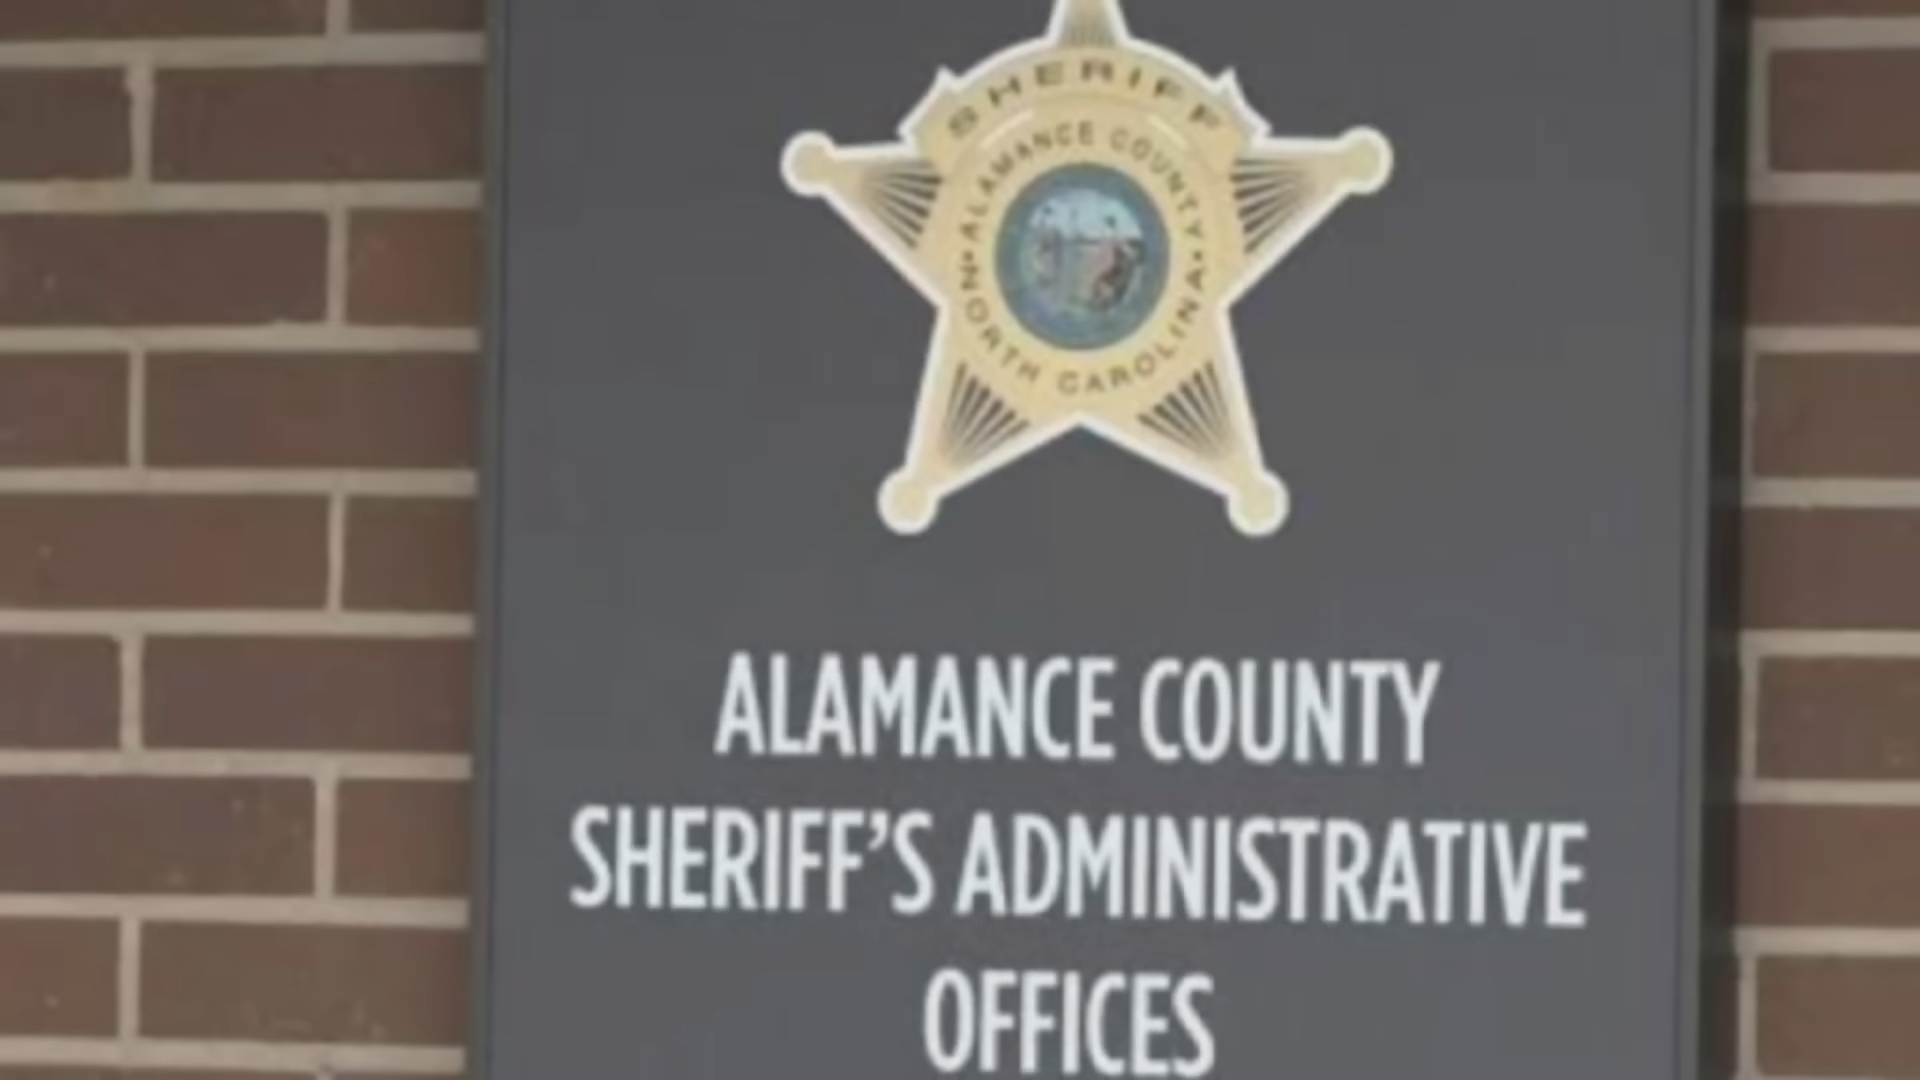 SHERIFF
ALAMANCE COUNTY
NORTH CAROLINA
ALAMANCE COUNTY
SHERIFF'S ADMINISTRATIVE
OFFICES